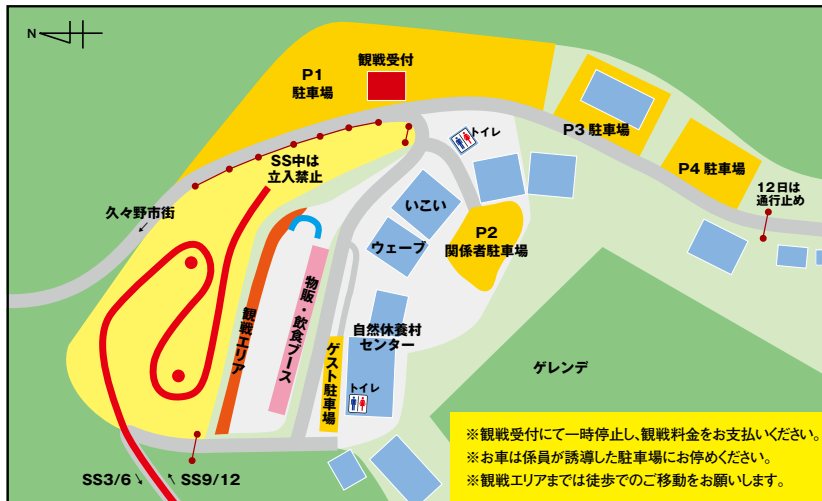 N
P1
駐車場
観戦受付
トイレ
P3 駐車場
P4 駐車場
SS中は
立入禁止
12日は
通行止め
久々野市街
いこい
ウェーブ
P2
関係者駐車場
物販・飲食ブース
観戦エリア
自然休養村
センター
ゲスト駐車場
トイレ
ゲレンデ
SS3/6
SS9/12
※観戦受付にて一時停止し、観戦料金をお支払いください。
※お車は係員が誘導した駐車場にお停めください。
※観戦エリアまでは徒歩でのご移動をお願いします。